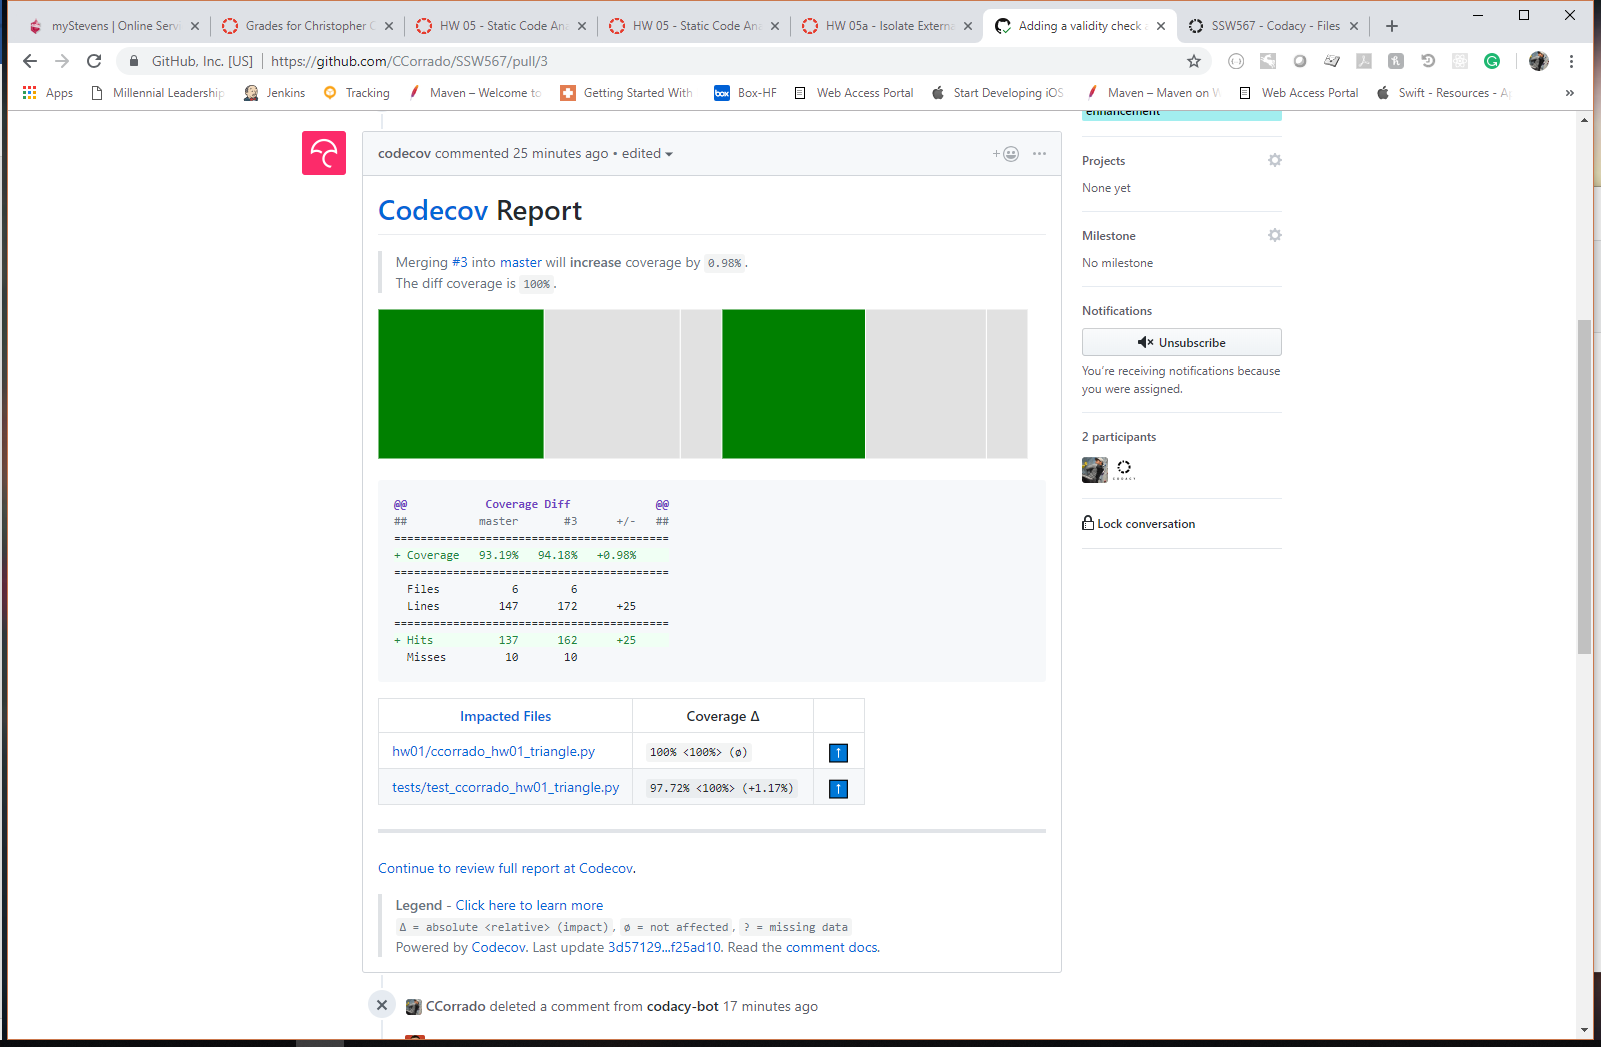 myStevens | Online Serv
Grades for Christopher C
HW 05 - Static Code Ana
HW 05 - Static Code Ana
HW 05a - Isolate Externa
Adding a validity check a
SSW567 - Codacy - Files
GitHub, Inc. [US]
https://github.com/CCorrado/SSW567/pull/3
Apps
Millennial Leadership
Jenkins
Tracking
Maven – Welcome to
Getting Started With
box
Box-HF
Web Access Portal
Start Developing iOS
Maven – Maven on W
Web Access Portal
Swift - Resources - Ap
»
enhancement
codecov commented 25 minutes ago • edited
Codecov Report
Merging #3 into master will increase coverage by 0.98%.
The diff coverage is 100%.
@@ Coverage Diff @@
## master #3 +/- ##
==========================================
+ Coverage 93.19% 94.18% +0.98%
==========================================
Files 6 6
Lines 147 172 +25
==========================================
+ Hits 137 162 +25
Misses 10 10
Impacted Files Coverage Δ
hw01/ccorrado_hw01_triangle.py 100% <100%> (ø) ↑
tests/test_ccorrado_hw01_triangle.py 97.72% <100%> (+1.17%) ↑
Continue to review full report at Codecov.
Legend - Click here to learn more
Δ = absolute <relative> (impact), ø = not affected, ? = missing data
Powered by Codecov. Last update 3d57129...f25ad10. Read the comment docs.
CCorrado deleted a comment from codacy-bot 17 minutes ago
Projects
None yet
Milestone
No milestone
Notifications
Unsubscribe
You're receiving notifications because
you were assigned.
2 participants
Lock conversation